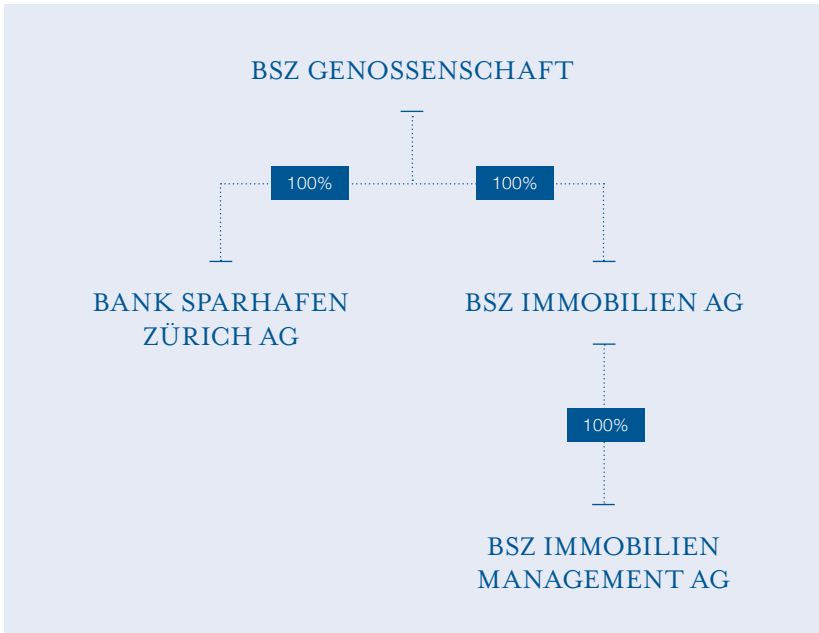 BSZ GENOSSENSCHAFT
100%
100%
BANK SPARHAFEN
ZÜRICH AG
BSZ IMMOBILIEN AG
100%
BSZ IMMOBILIEN
MANAGEMENT AG